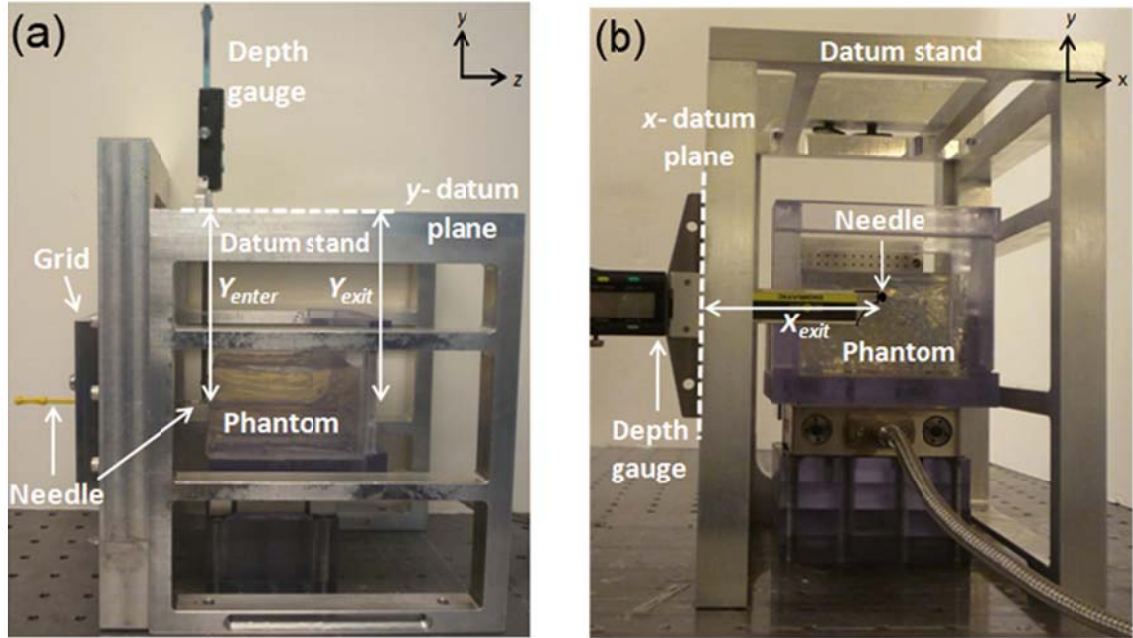 (a)
Depth
gauge
y
z
y- datum
plane
Datum stand
Grid
Yenter
Yexit
Phantom
Needle
(b)
Datum stand
y
x
x- datum
plane
Needle
Xexit
Phantom
Depth
gauge